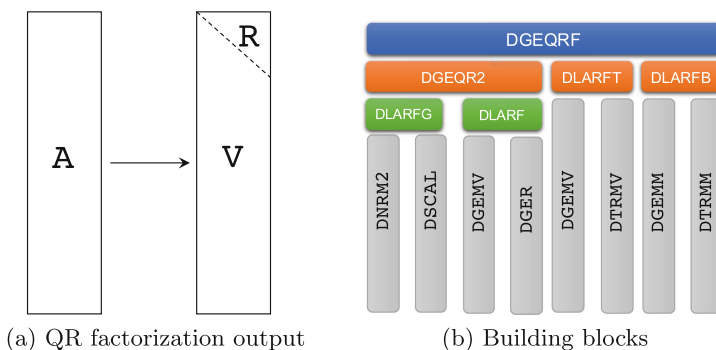 A
R
V
(a) QR factorization output
DGEQRF
DGEQR2
DLARFT
DLARFB
DLARFG
DLARF
DNRM2
DSCAL
DGEMV
DGER
DGEMV
DTRMV
DGEMM
DTRMM
(b) Building blocks